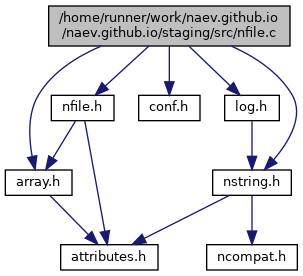 /home/runner/work/naev.github.io
/naev.github.io/staging/src/nfile.c
nfile.h
conf.h
log.h
array.h
nstring.h
attributes.h
ncompat.h